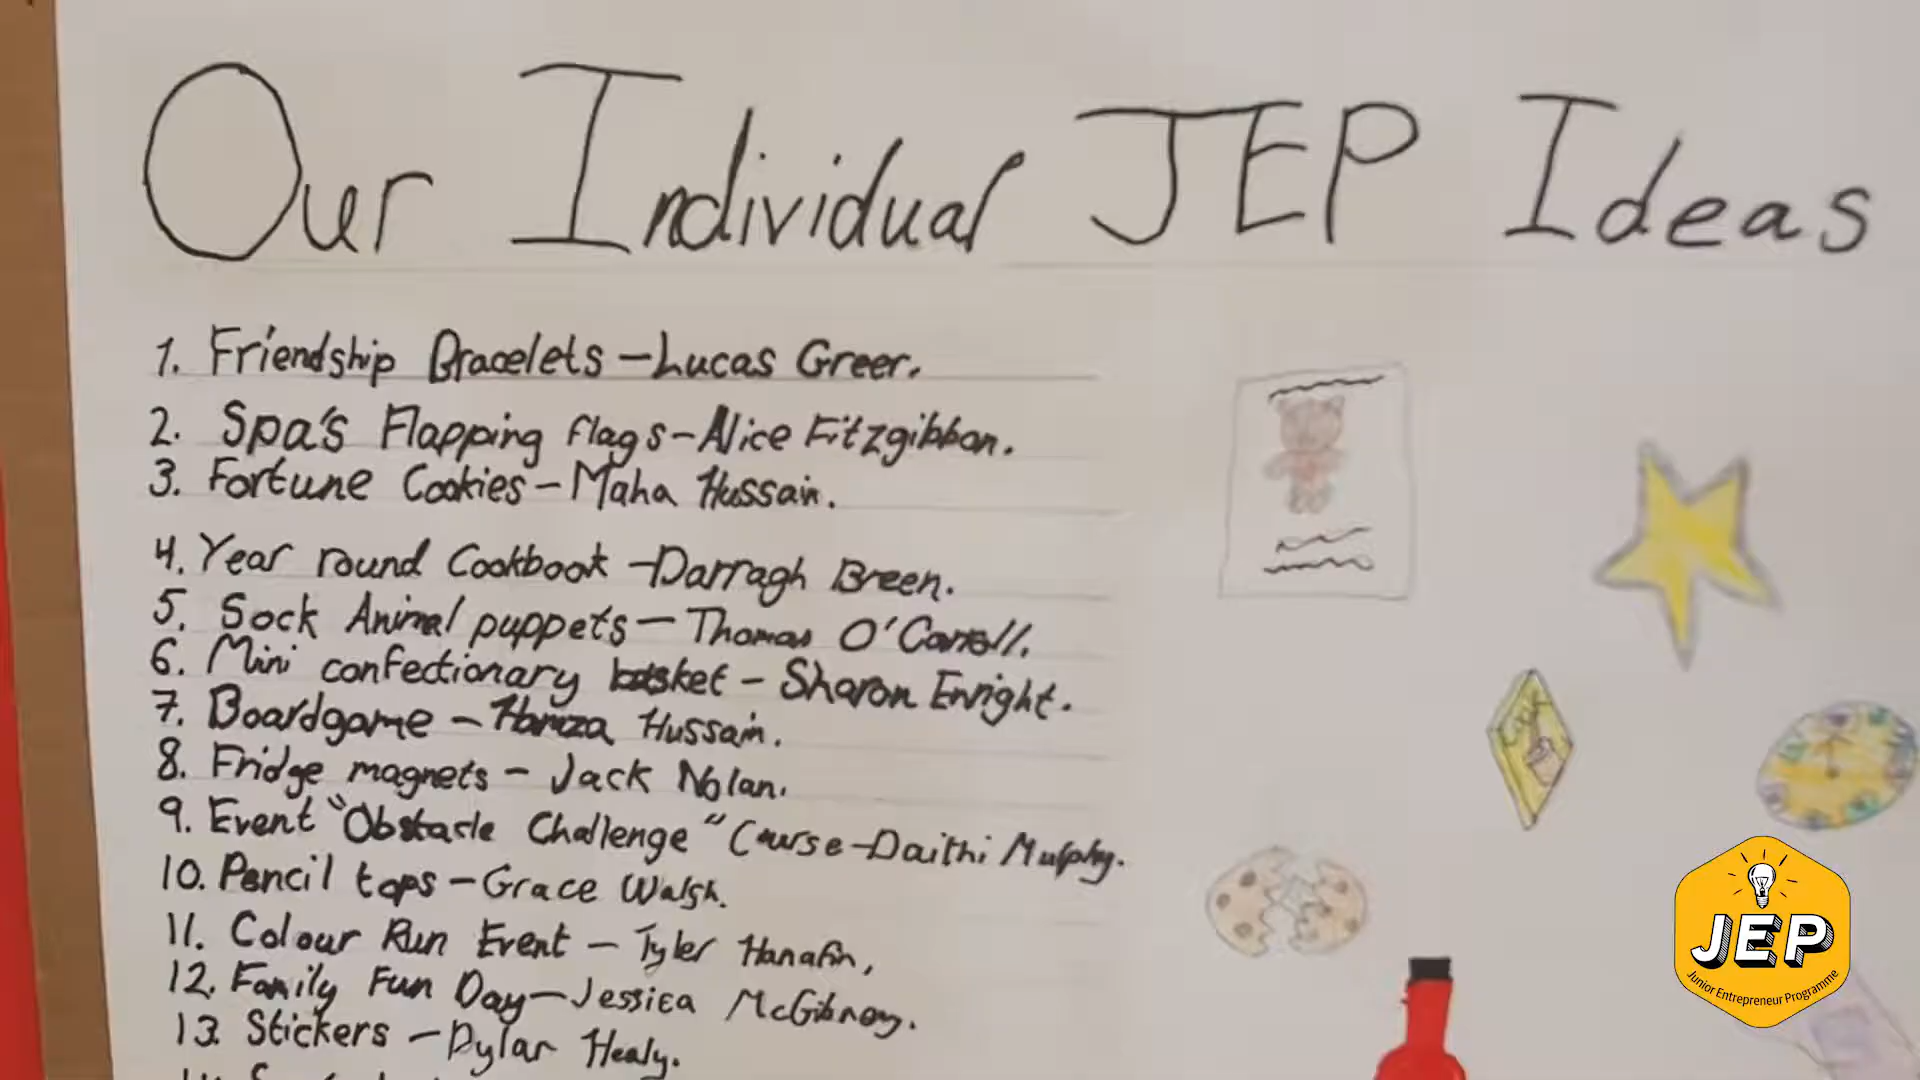 Our Individual JEP Ideas
1. Friendship Bracelets - Lucas Greer.
2. Spa's Flapping flags - Alice Fitzgibbon.
3. Fortune Cookies - Maha Hussain.
4. Year round Cookbook - Darragh Breen.
5. Sock Animal puppets - Thomas O'Carroll.
6. Mini confectionary basket - Sharon Enright.
7. Boardgame - Hamza Hussain.
8. Fridge magnets - Jack Nolan.
9. Event "Obstacle Challenge" Course - Daithi Murphy.
10. Pencil tops - Grace Walsh.
11. Colour Run Event - Tyler Hanafin,
12. Family Fun Day - Jessica McGibney.
13. Stickers - Dylan Healy.
JEP
Junior Entrepreneur Programme